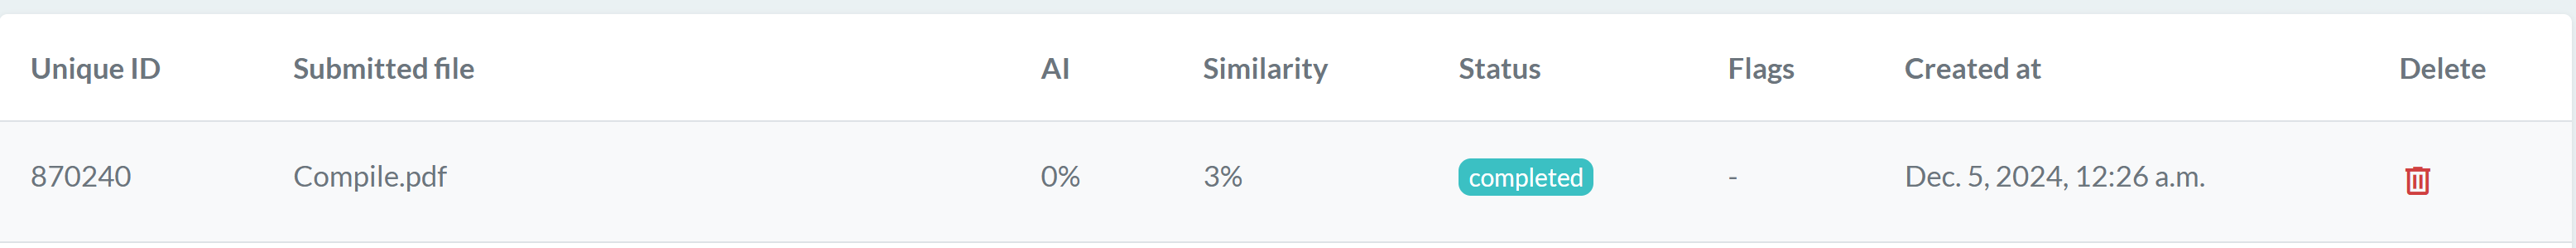 Unique ID Submitted file AI Similarity Status Flags Created at Delete
870240 Compile.pdf 0% 3% completed - Dec. 5, 2024, 12:26 a.m.